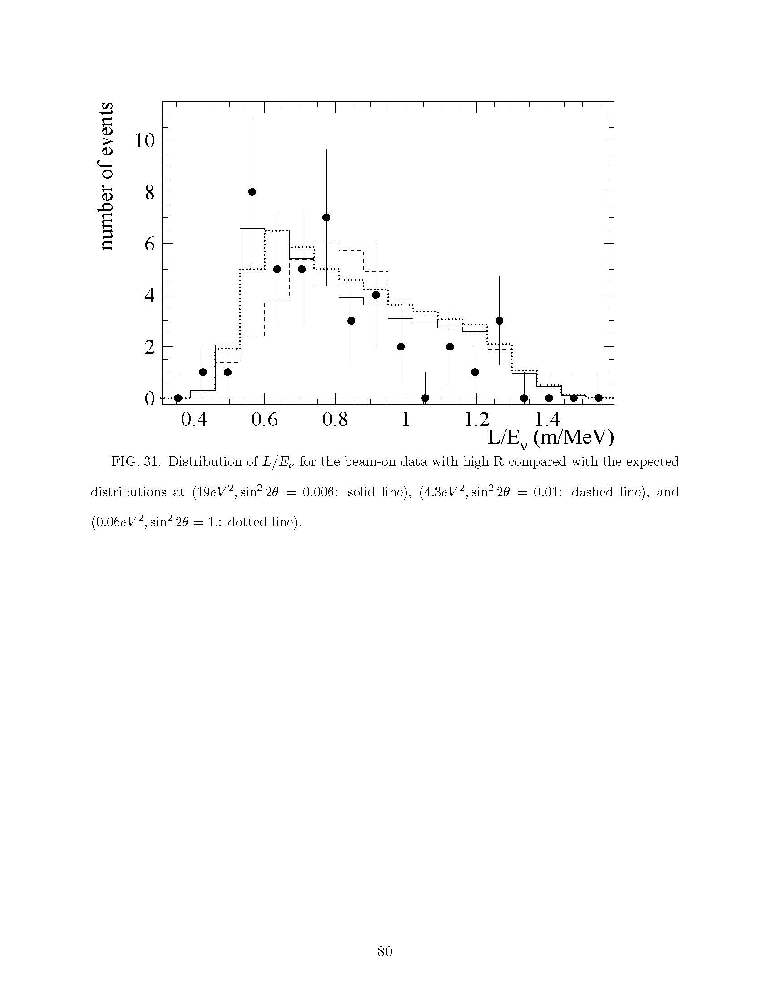 number of events
10
8
6
4
2
0
0.4 0.6 0.8 1 1.2 1.4
L/Eν (m/MeV)
FIG. 31. Distribution of L/Eν for the beam-on data with high R compared with the expected
distributions at (19eV², sin² 2θ = 0.006: solid line), (4.3eV², sin² 2θ = 0.01: dashed line), and
(0.06eV², sin² 2θ = 1.: dotted line).
80